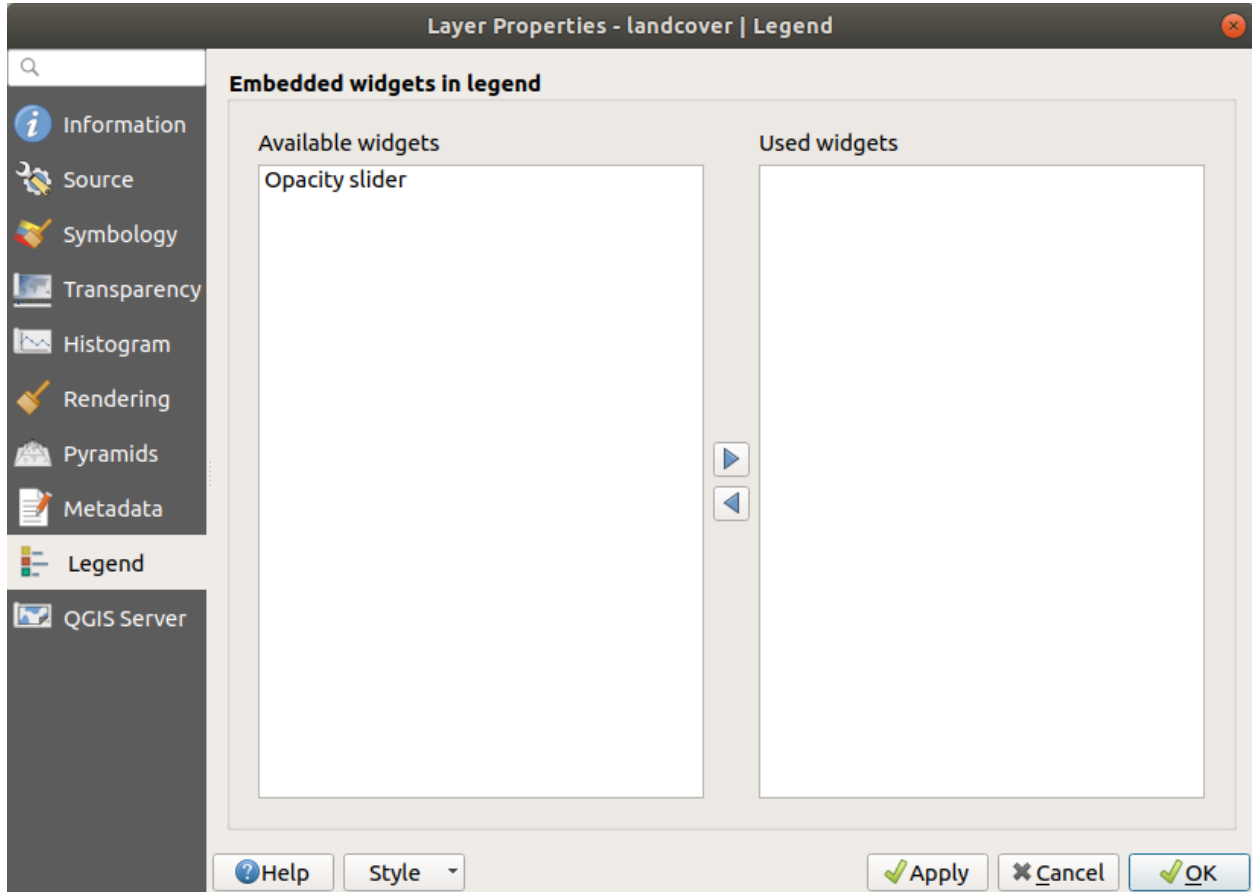 Layer Properties - landcover | Legend
Information
Source
Symbology
Transparency
Histogram
Rendering
Pyramids
Metadata
Legend
QGIS Server
Embedded widgets in legend
Available widgets
Opacity slider
Used widgets
Help
Style
Apply
Cancel
OK